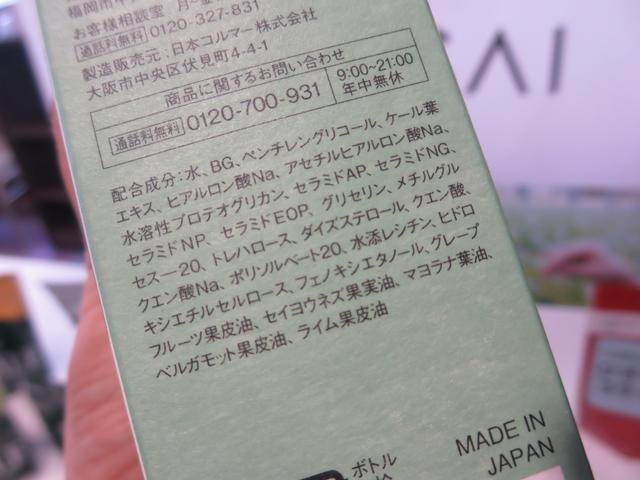 福岡市中
お客様相談室 月~金
通話料無料 0120-327-831
製造販売元:日本コルマー株式会社
大阪市中央区伏見町4-4-1
商品に関するお問い合わせ
通話料無料 0120-700-931 9:00~21:00
年中無休
配合成分:水、BG、ペンチレングリコール、ケール葉
エキス、ヒアルロン酸Na、アセチルヒアルロン酸Na、
水溶性プロテオグリカン、セラミドAP、セラミドNG、
セラミドNP、セラミドEOP、グリセリン、メチルグル
セスー20、トレハロース、ダイズステロール、クエン酸、
クエン酸Na、ポリソルベート20、水添レシチン、ヒドロ
キシエチルセルロース、フェノキシエタノール、グレープ
フルーツ果皮油、セイヨウネズ果実油、マヨラナ葉油、
ベルガモット果皮油、ライム果皮油
MADE IN
JAPAN
ボトル
AI